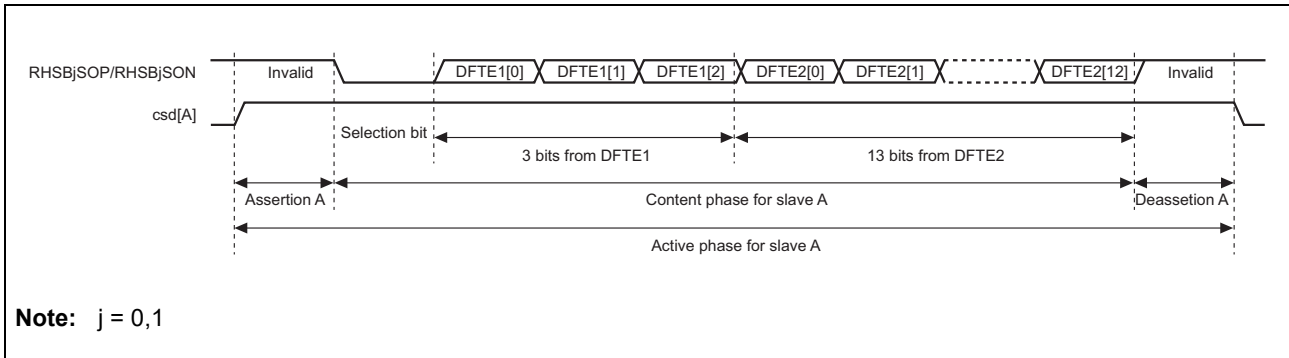 RHSBjSOP/RHSBjSON Invalid DFTE1[0] DFTE1[1] DFTE1[2] DFTE2[0] DFTE2[1] DFTE2[12] Invalid
csd[A]
Selection bit
3 bits from DFTE1 13 bits from DFTE2
Assertion A Content phase for slave A Deassetion A
Active phase for slave A
Note: j = 0,1